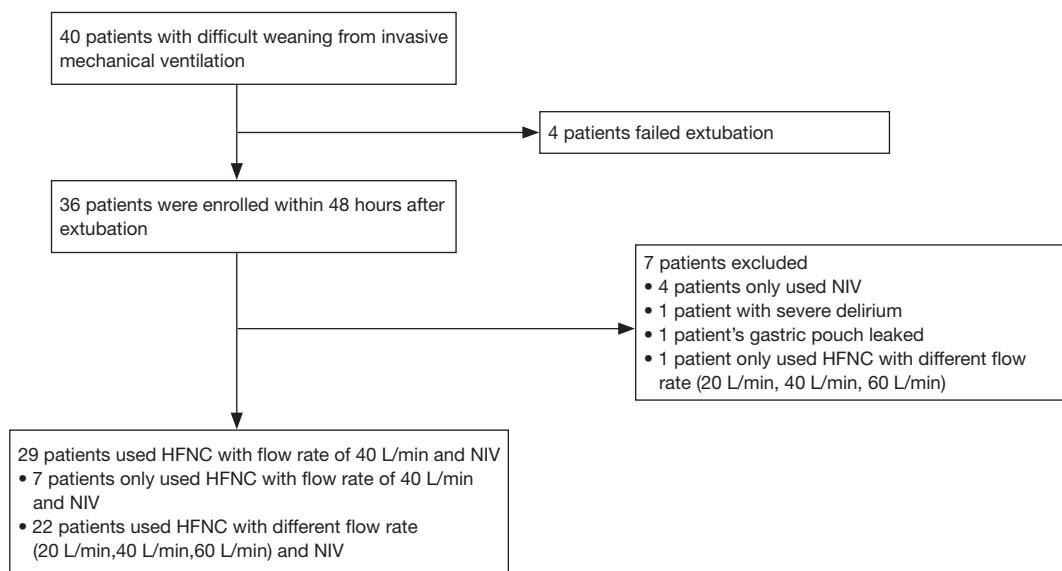 40 patients with difficult weaning from invasive
mechanical ventilation
4 patients failed extubation
36 patients were enrolled within 48 hours after
extubation
7 patients excluded
• 4 patients only used NIV
• 1 patient with severe delirium
• 1 patient's gastric pouch leaked
• 1 patient only used HFNC with different flow
rate (20 L/min, 40 L/min, 60 L/min)
29 patients used HFNC with flow rate of 40 L/min and NIV
• 7 patients only used HFNC with flow rate of 40 L/min
and NIV
• 22 patients used HFNC with different flow rate
(20 L/min,40 L/min,60 L/min) and NIV